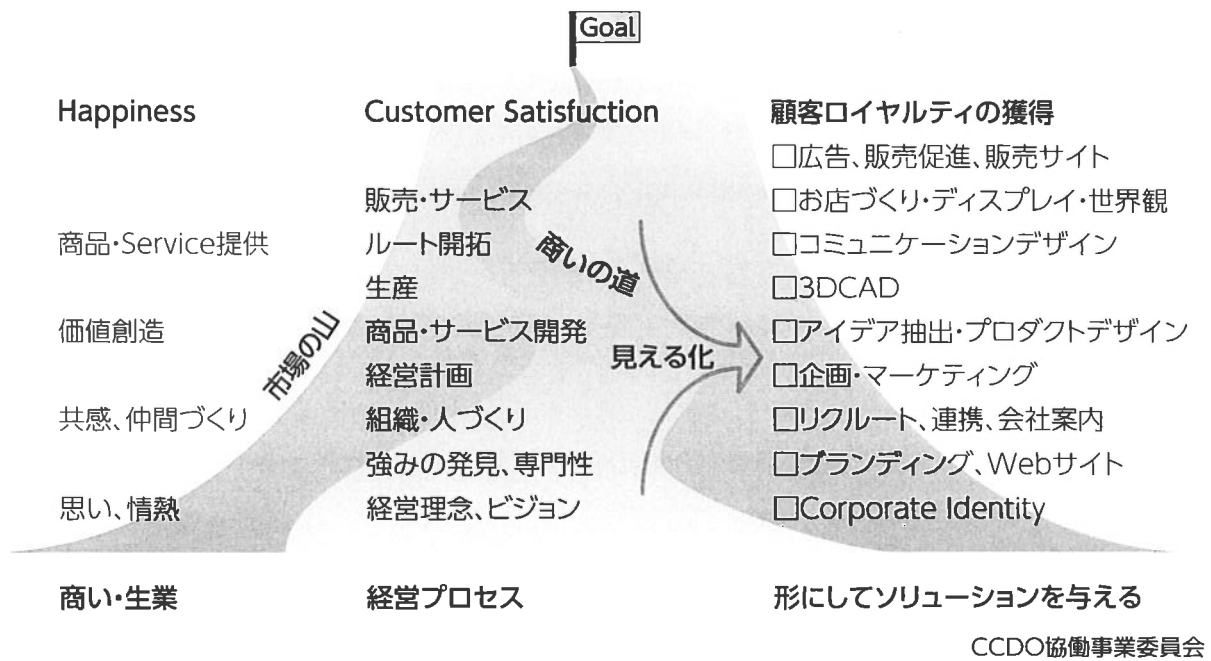 Goal
Happiness
Customer Satisfuction
顧客ロイヤルティの獲得
□広告、販売促進、販売サイト
販売・サービス
□お店づくり・ディスプレイ・世界観
商品・Service提供
ルート開拓
商いの道
□コミュニケーションデザイン
生産
□3DCAD
価値創造
市場の山
商品・サービス開発
見える化
□アイデア抽出・プロダクトデザイン
経営計画
□企画・マーケティング
共感、仲間づくり
組織・人づくり
□リクルート、連携、会社案内
強みの発見、専門性
□ブランディング、Webサイト
思い、情熱
経営理念、ビジョン
□Corporate Identity
商い・生業
経営プロセス
形にしてソリューションを与える
CCDO協働事業委員会